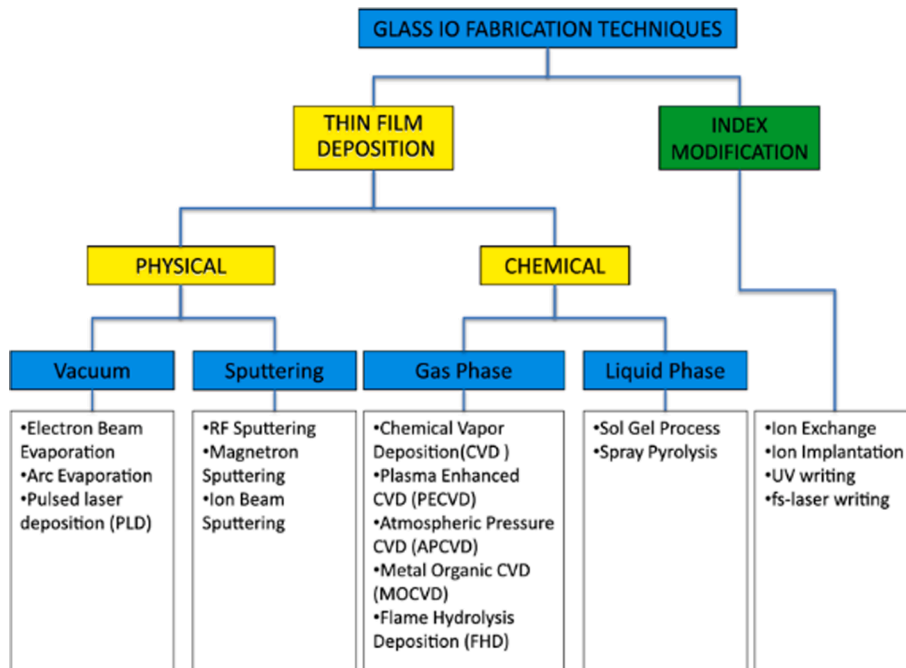 GLASS IO FABRICATION TECHNIQUES
THIN FILM
DEPOSITION
INDEX
MODIFICATION
PHYSICAL
CHEMICAL
Vacuum
Sputtering
Gas Phase
Liquid Phase
•Electron Beam
Evaporation
•Arc Evaporation
•Pulsed laser
deposition (PLD)
•RF Sputtering
•Magnetron
Sputtering
•Ion Beam
Sputtering
•Chemical Vapor
Deposition(CVD )
•Plasma Enhanced
CVD (PECVD)
•Atmospheric Pressure
CVD (APCVD)
•Metal Organic CVD
(MOCVD)
•Flame Hydrolysis
Deposition (FHD)
•Sol Gel Process
•Spray Pyrolysis
•Ion Exchange
•Ion Implantation
•UV writing
•fs-laser writing